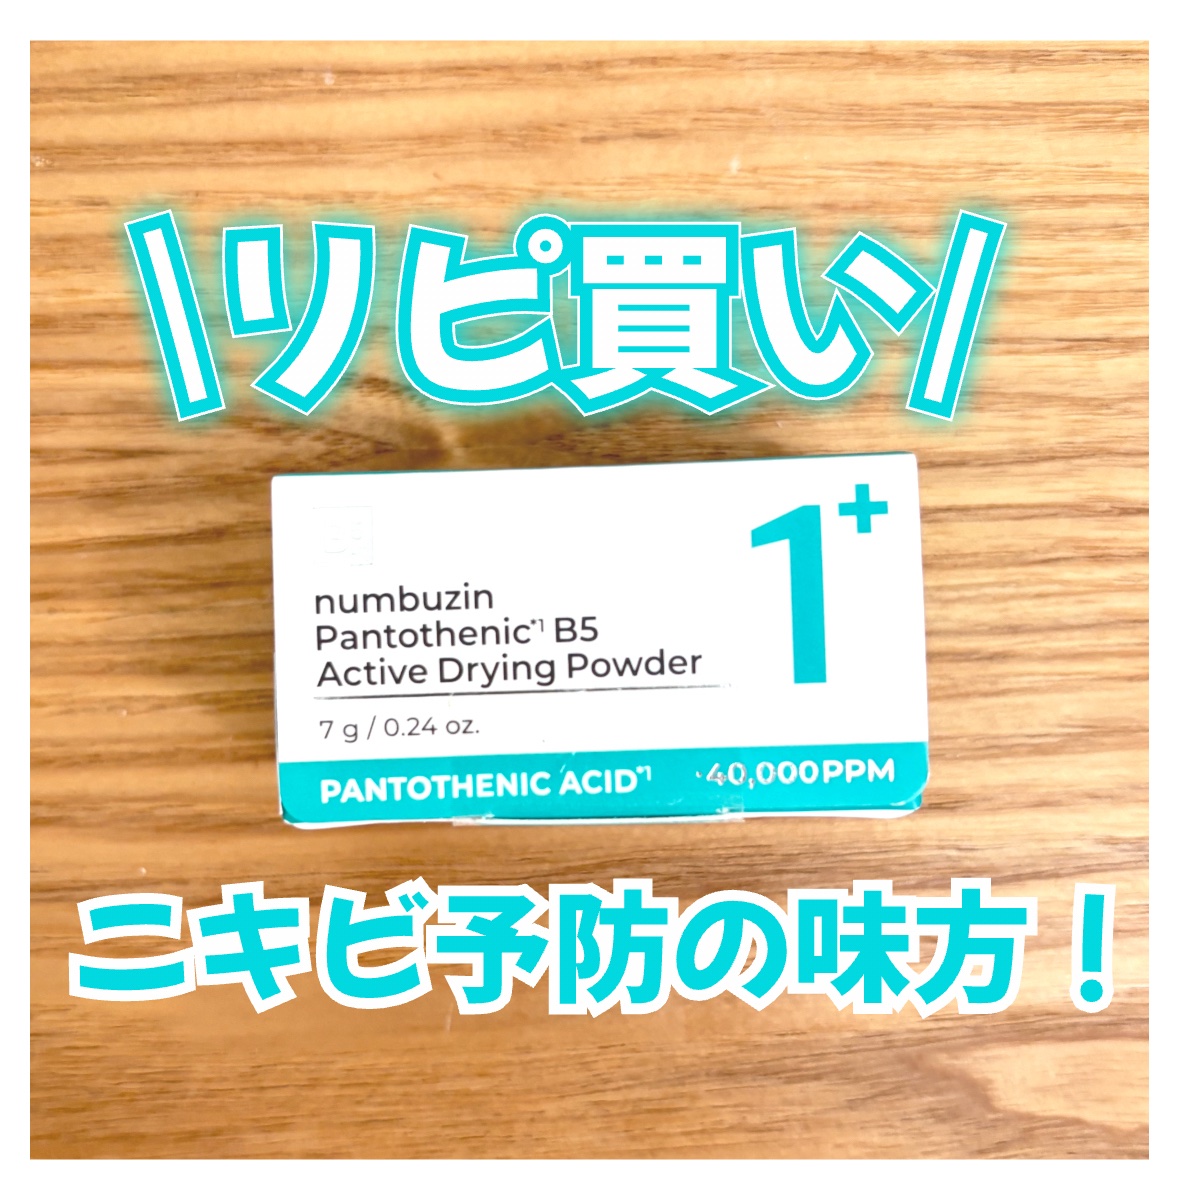 \リピ買い/
1+
numbuzin
Pantothenic*1 B5
Active Drying Powder
7 g / 0.24 oz.
PANTOTHENIC ACID*1 40,000PPM
ニキビ予防の味方！